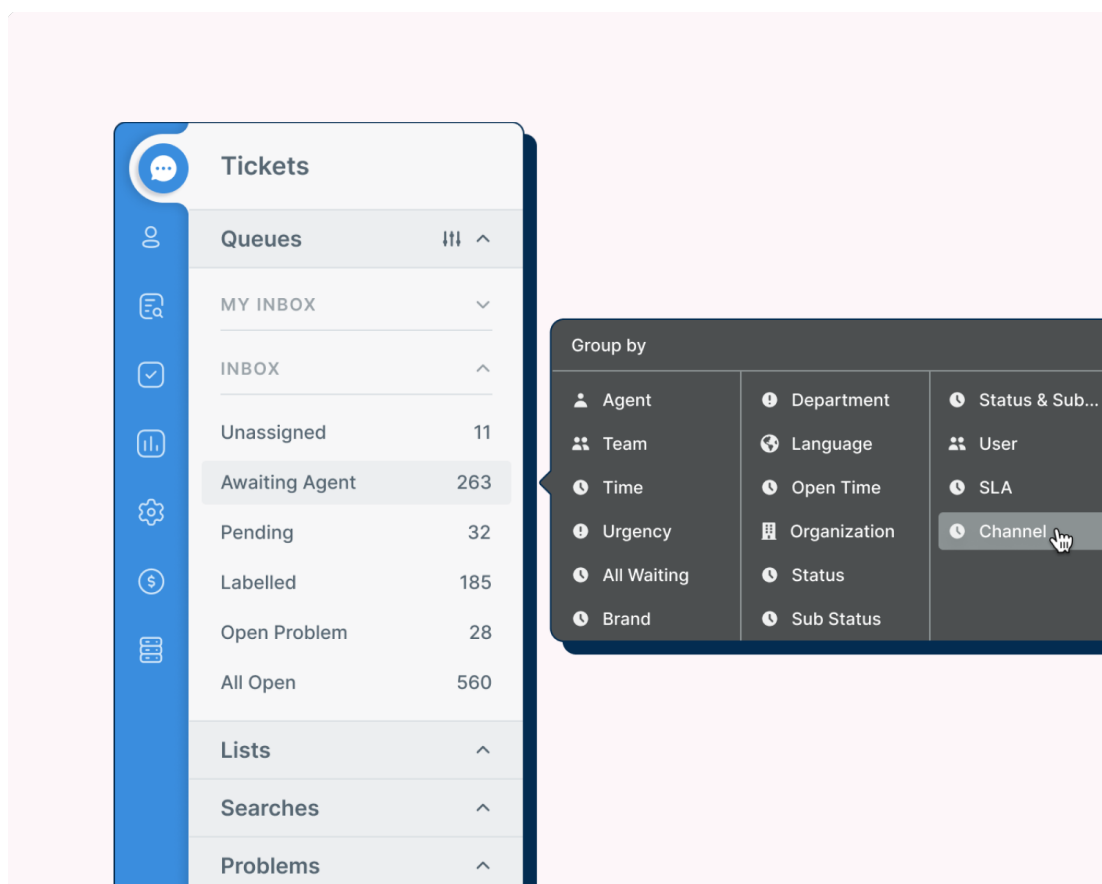 Tickets
Queues
MY INBOX
INBOX
Unassigned 11
Awaiting Agent 263
Pending 32
Labelled 185
Open Problem 28
All Open 560
Lists
Searches
Problems
Group by
Agent
Team
Time
Urgency
All Waiting
Brand
Department
Language
Open Time
Organization
Status
Sub Status
Status & Sub...
User
SLA
Channel